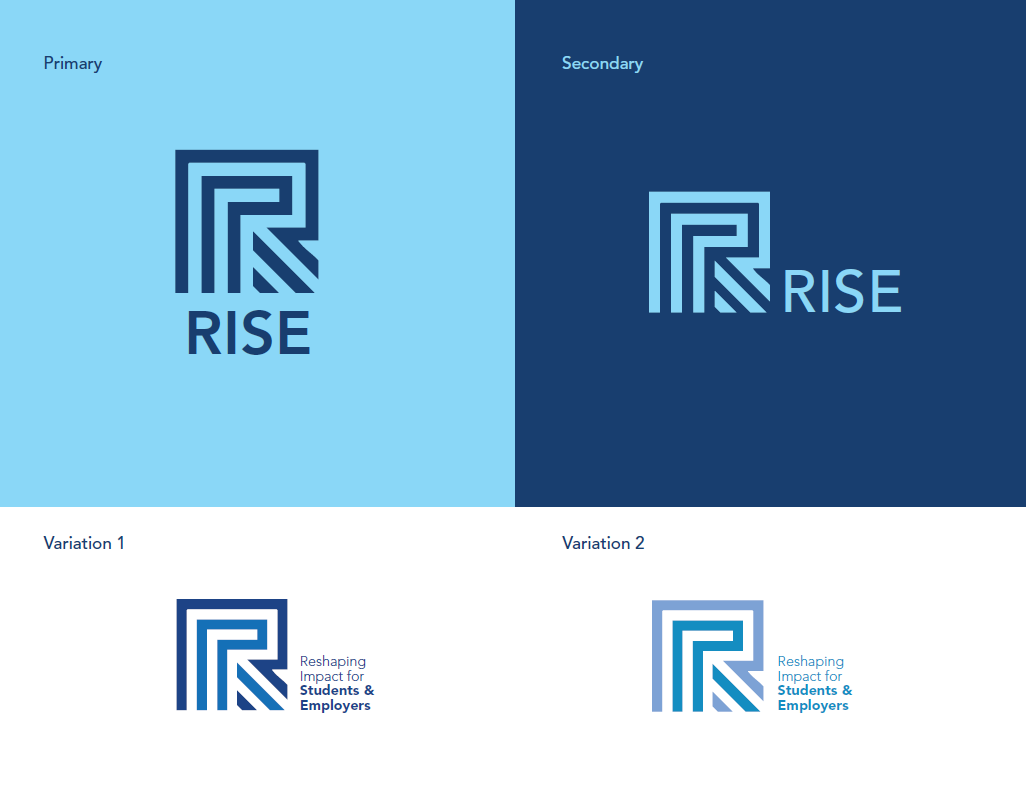 Primary
Secondary
RISE
RISE
Variation 1
Variation 2
Reshaping
Impact for
Students &
Employers
Reshaping
Impact for
Students &
Employers